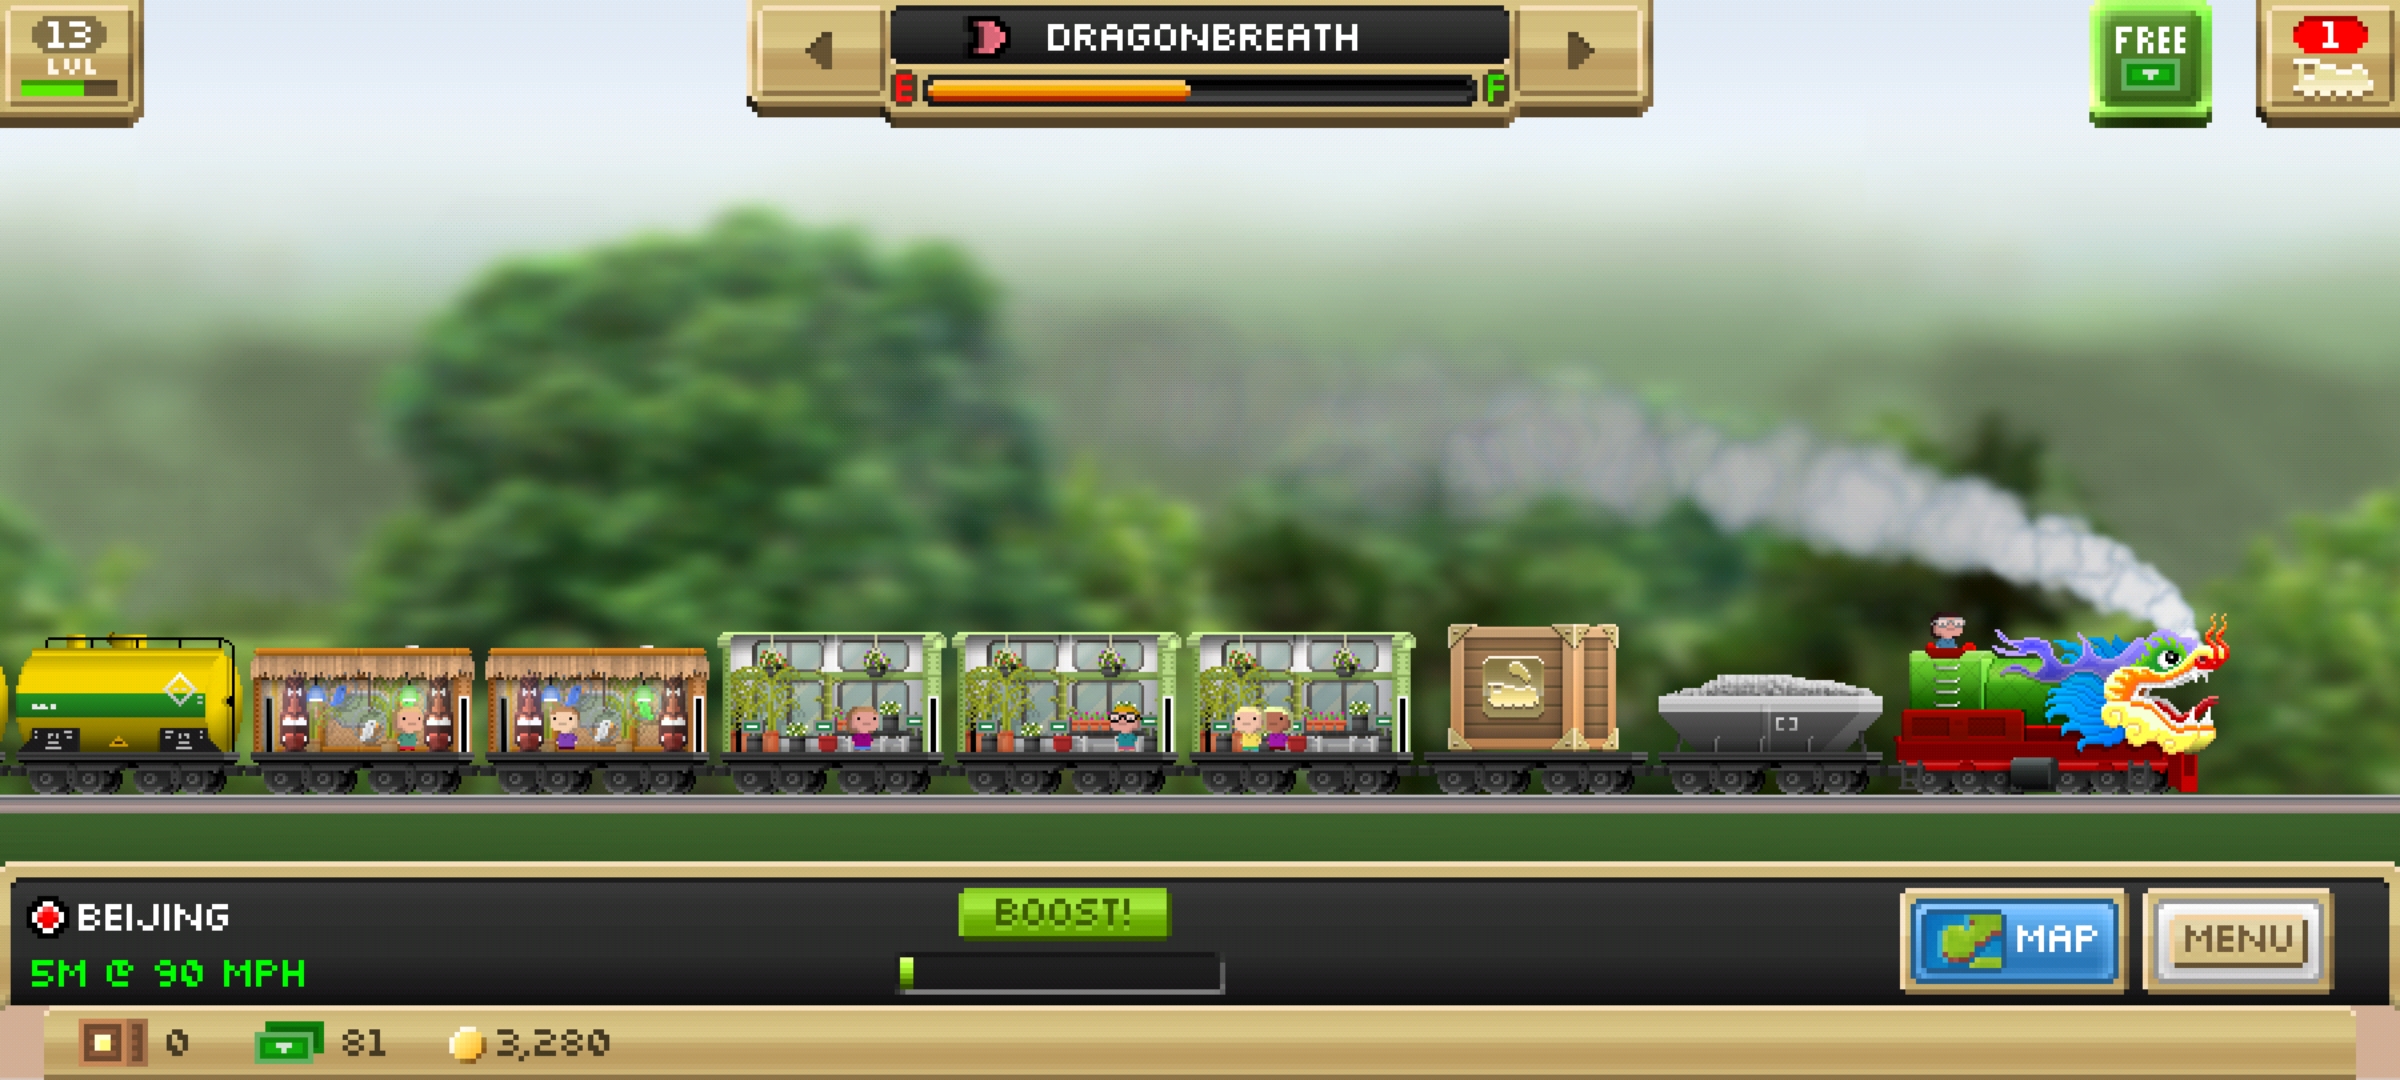 13
LVL
DRAGONBREATH
E F
FREE
1
BEIJING
5M @ 90 MPH
BOOST!
MAP
MENU
0
81
3,280